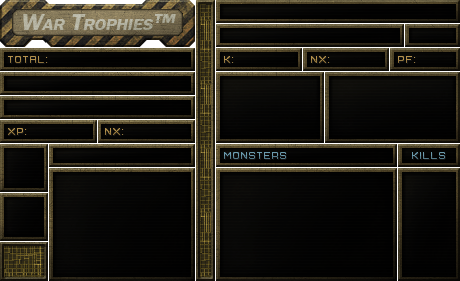 WAR TROPHIES™
TOTAL:
XP: NX:
K: NX: PF:
MONSTERS KILLS